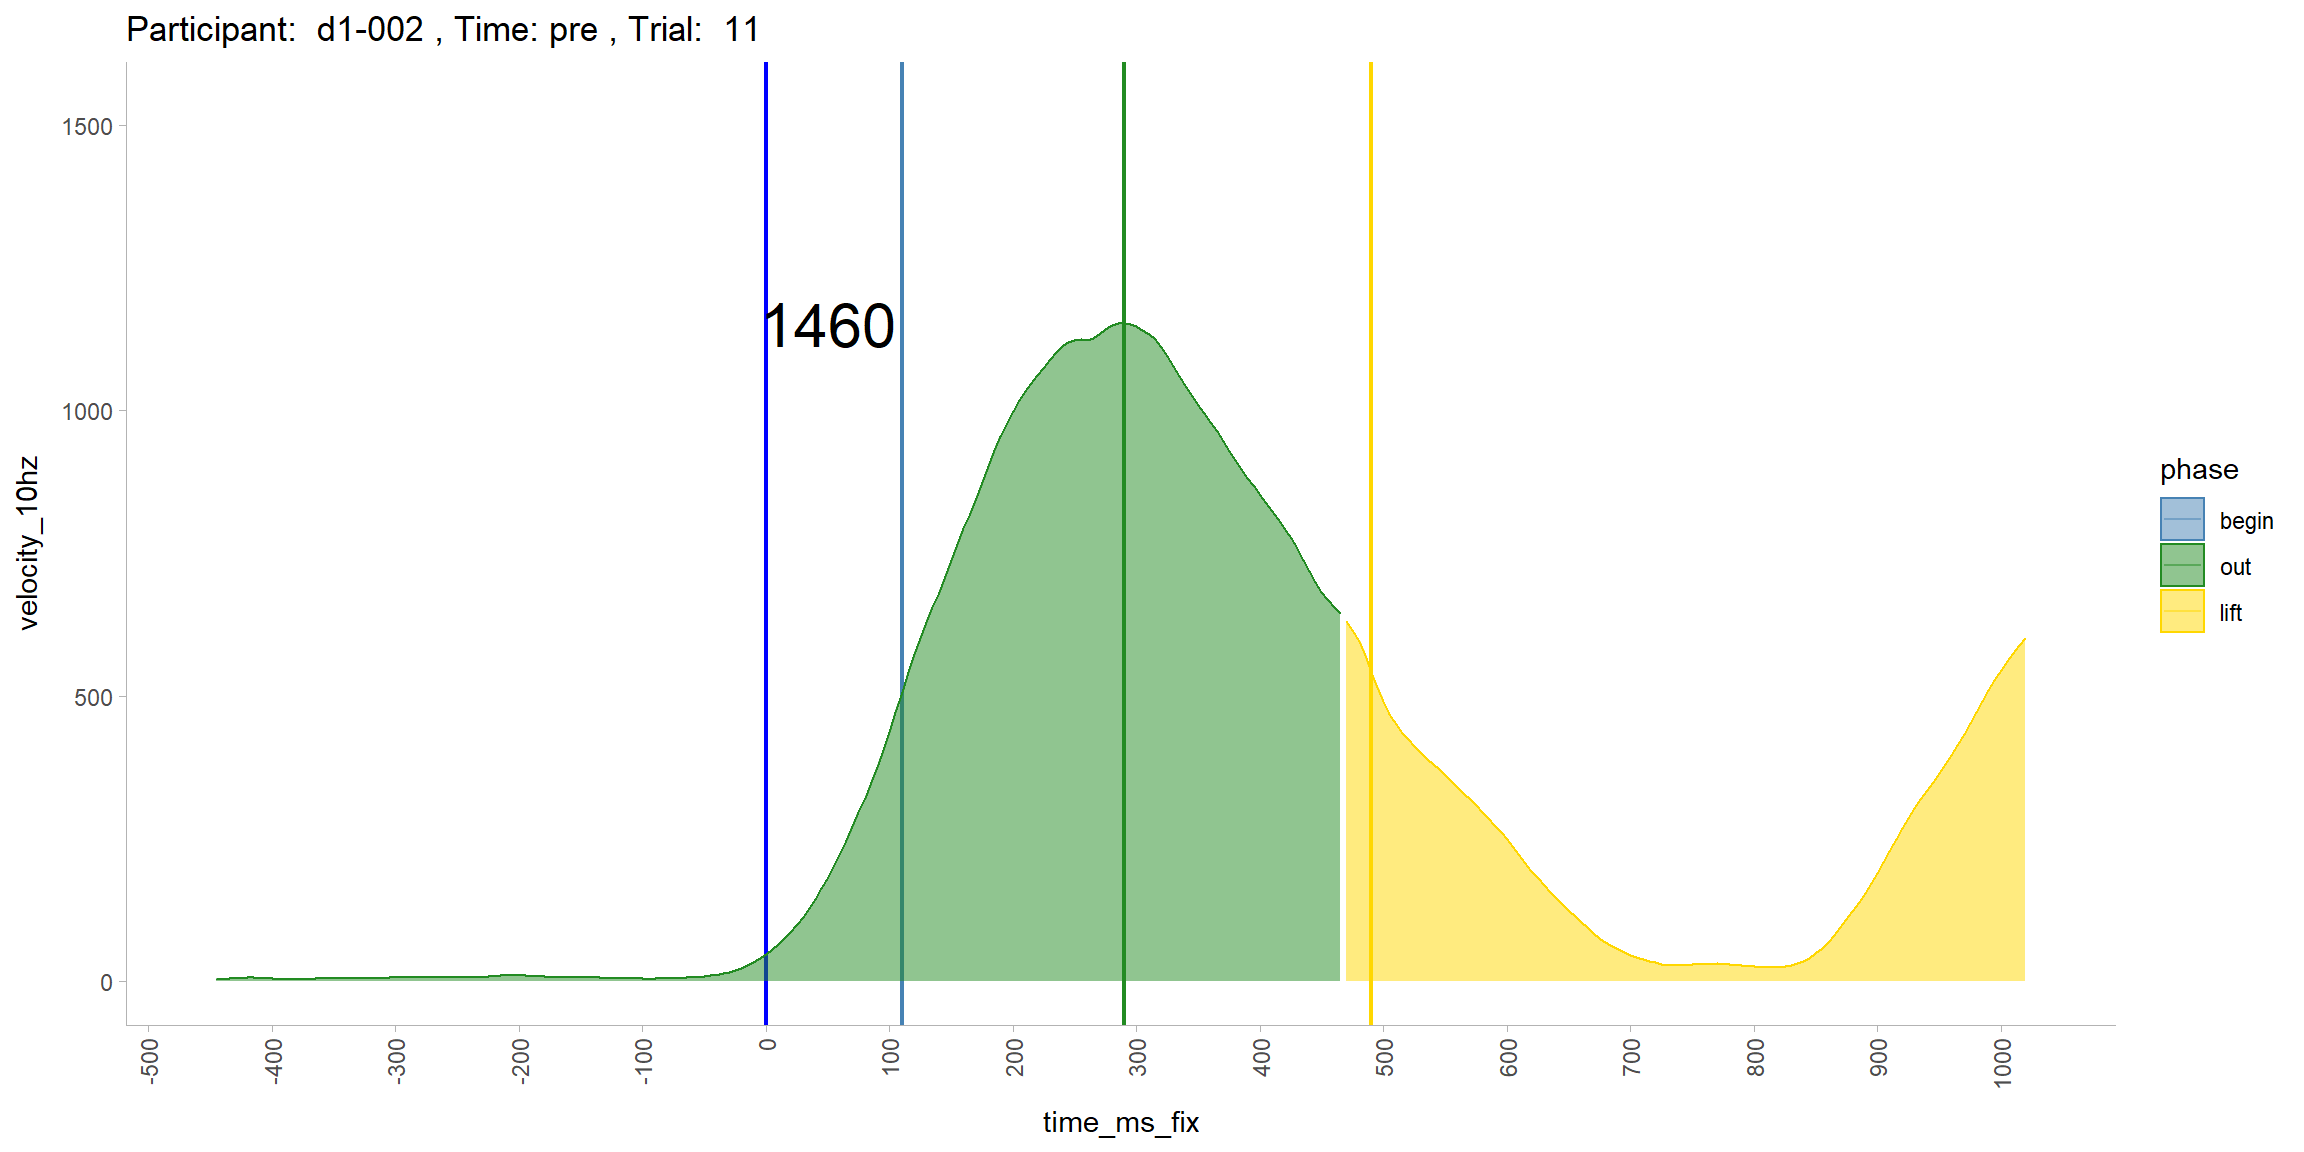 Participant:  d1-002 , Time: pre , Trial:  11
velocity_10hz
1500
1000
500
0
1460
-500 -400 -300 -200 -100 0 100 200 300 400 500 600 700 800 900 1000
time_ms_fix
phase
begin
out
lift